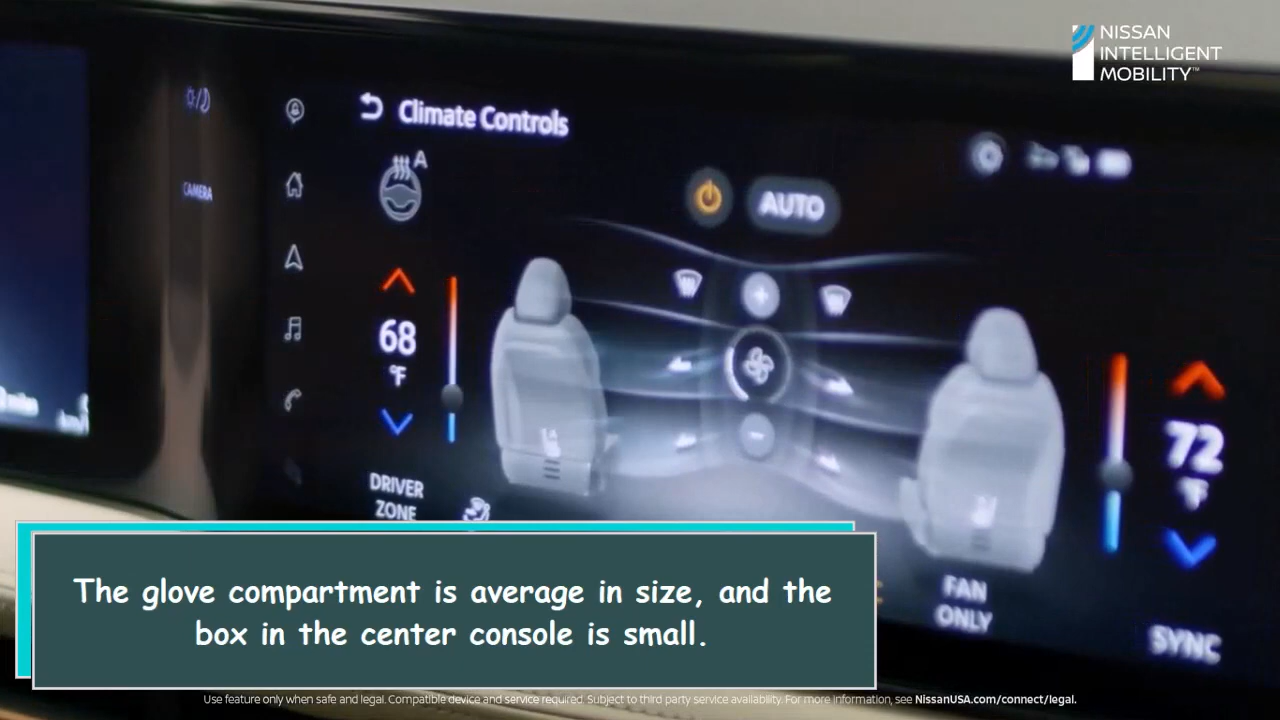 NISSAN
INTELLIGENT
MOBILITY™
Climate Controls
A
CAMERA
AUTO
68
°F
72
°F
DRIVER
ZONE
FAN
ONLY
SYNC
The glove compartment is average in size, and the
box in the center console is small.
Use feature only when safe and legal. Compatible device and service required. Subject to third party service availability. For more information, see NissanUSA.com/connect/legal.